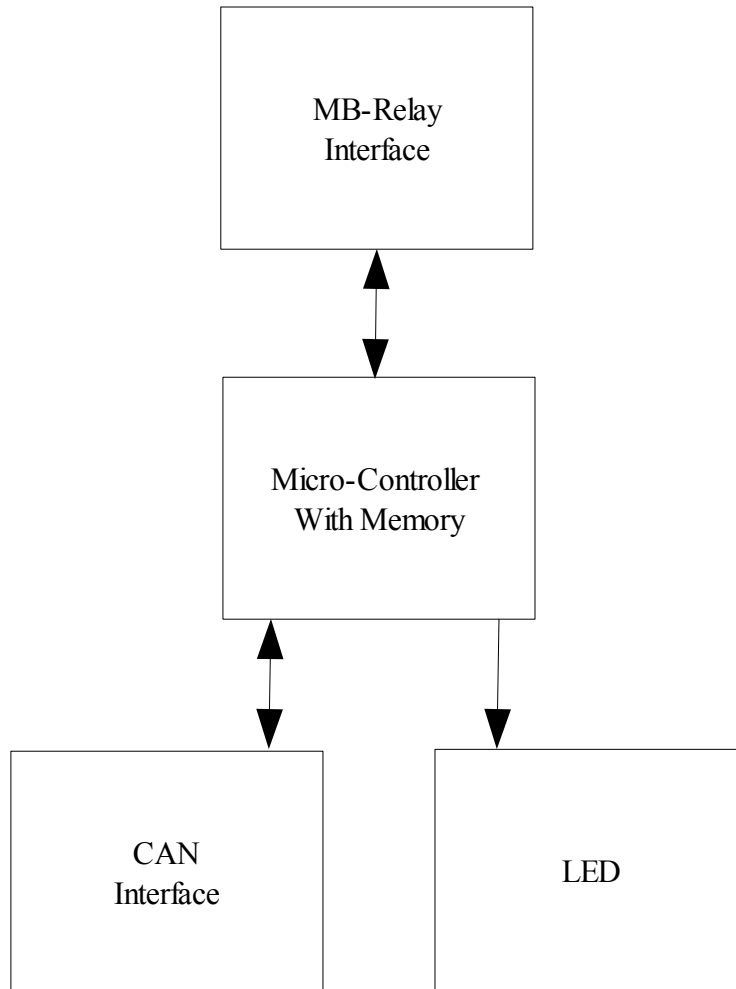 MB-Relay
Interface
Micro-Controller
With Memory
CAN
Interface
LED